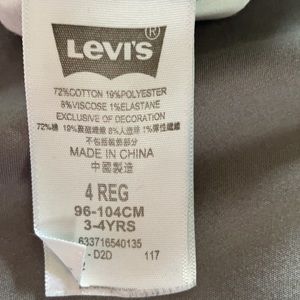 LEVI'S®
72%COTTON 19%POLYESTER
8%VISCOSE 1%ELASTANE
EXCLUSIVE OF DECORATION
72%棉 19%聚酯纖維 8%人造絲 1%彈性纖維
不包括裝飾部分
MADE IN CHINA
中國製造
4 REG
96-104CM
3-4YRS
633716540135
- D2D 117